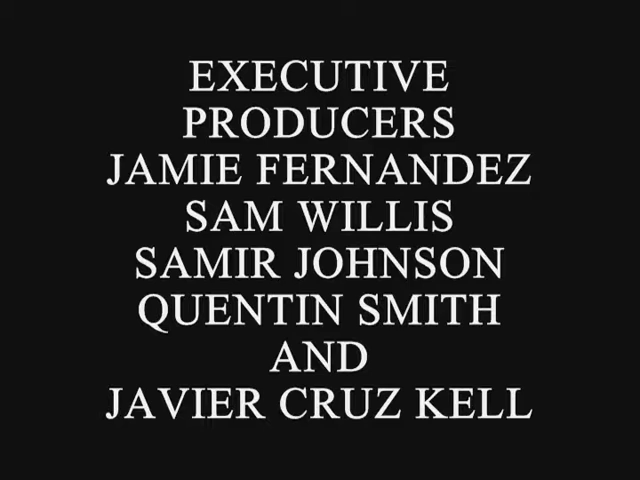 EXECUTIVE
PRODUCERS
JAMIE FERNANDEZ
SAM WILLIS
SAMIR JOHNSON
QUENTIN SMITH
AND
JAVIER CRUZ KELL